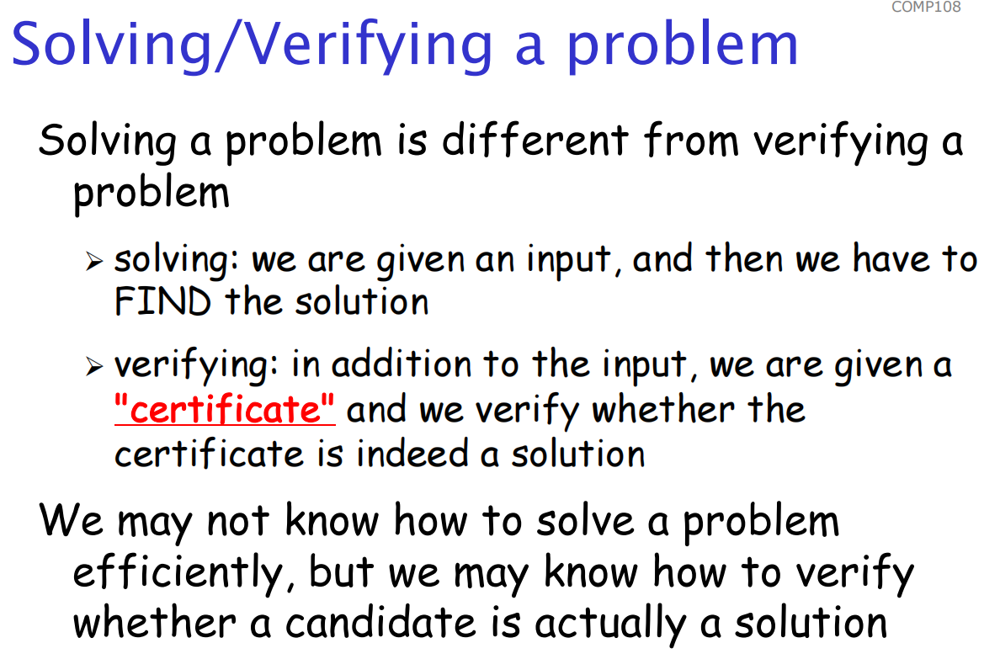 COMP108
Solving/Verifying a problem
Solving a problem is different from verifying a
problem
➢ solving: we are given an input, and then we have to
FIND the solution
➢ verifying: in addition to the input, we are given a
"certificate" and we verify whether the
certificate is indeed a solution
We may not know how to solve a problem
efficiently, but we may know how to verify
whether a candidate is actually a solution